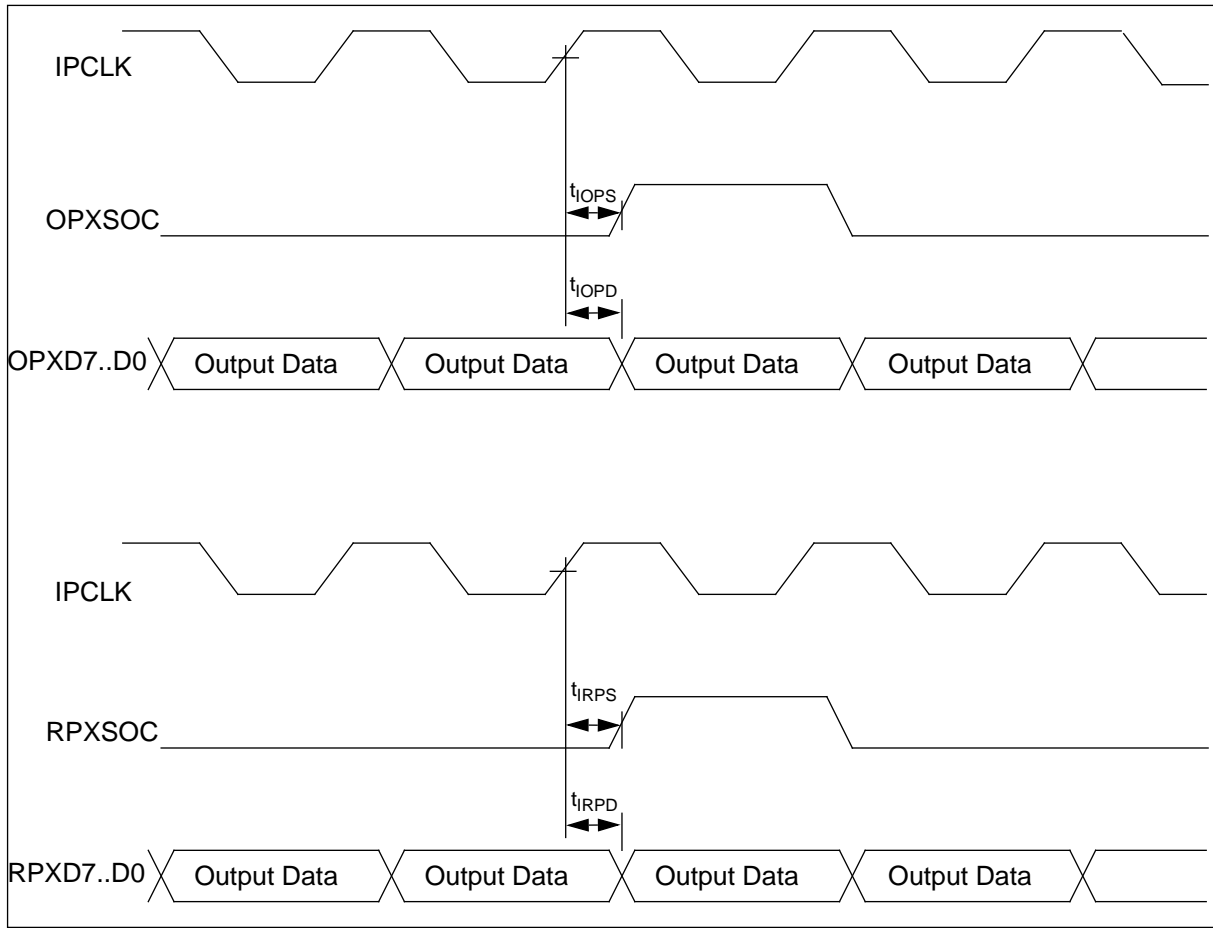 IPCLK
tIOPS
OPXSOC
tIOPD
OPXD7..D0 Output Data Output Data Output Data Output Data
IPCLK
tIRPS
RPXSOC
tIRPD
RPXD7..D0 Output Data Output Data Output Data Output Data